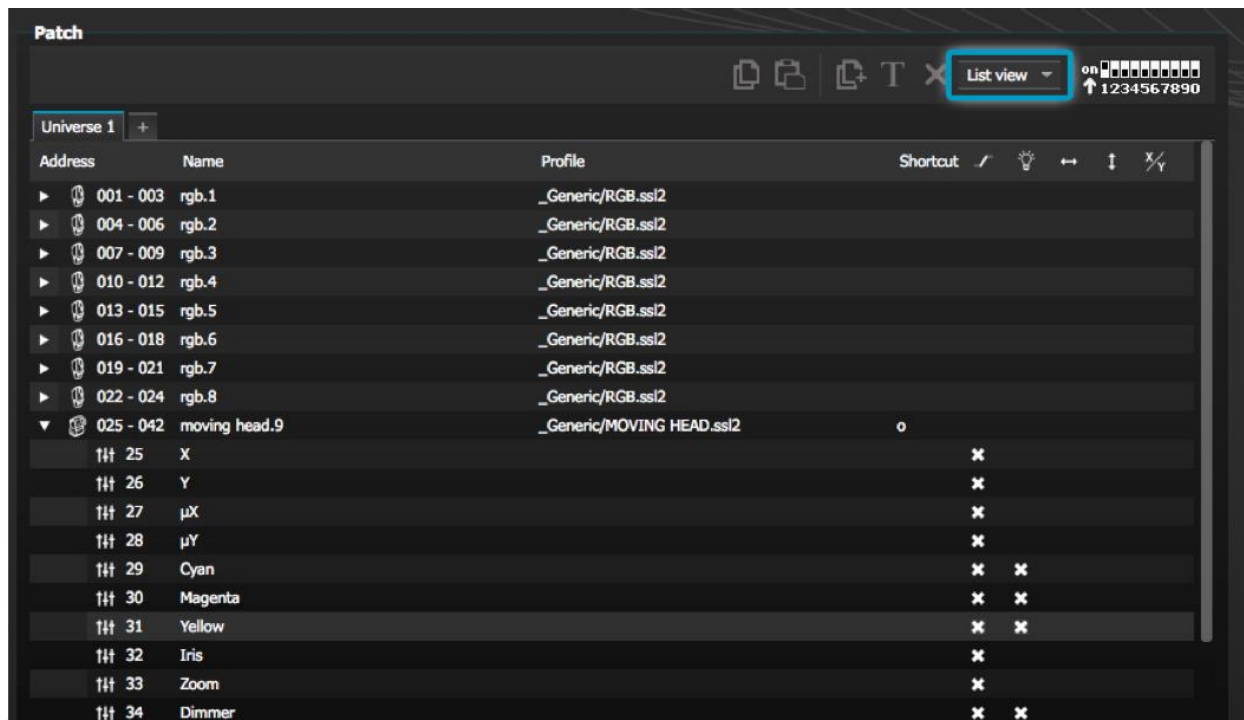 Patch
T List view on
1234567890
Universe 1 +
Address Name Profile Shortcut X/Y
001 - 003 rgb.1 _Generic/RGB.ssl2
004 - 006 rgb.2 _Generic/RGB.ssl2
007 - 009 rgb.3 _Generic/RGB.ssl2
010 - 012 rgb.4 _Generic/RGB.ssl2
013 - 015 rgb.5 _Generic/RGB.ssl2
016 - 018 rgb.6 _Generic/RGB.ssl2
019 - 021 rgb.7 _Generic/RGB.ssl2
022 - 024 rgb.8 _Generic/RGB.ssl2
025 - 042 moving head.9 _Generic/MOVING HEAD.ssl2 o
25 X
26 Y
27 µX
28 µY
29 Cyan
30 Magenta
31 Yellow
32 Iris
33 Zoom
34 Dimmer